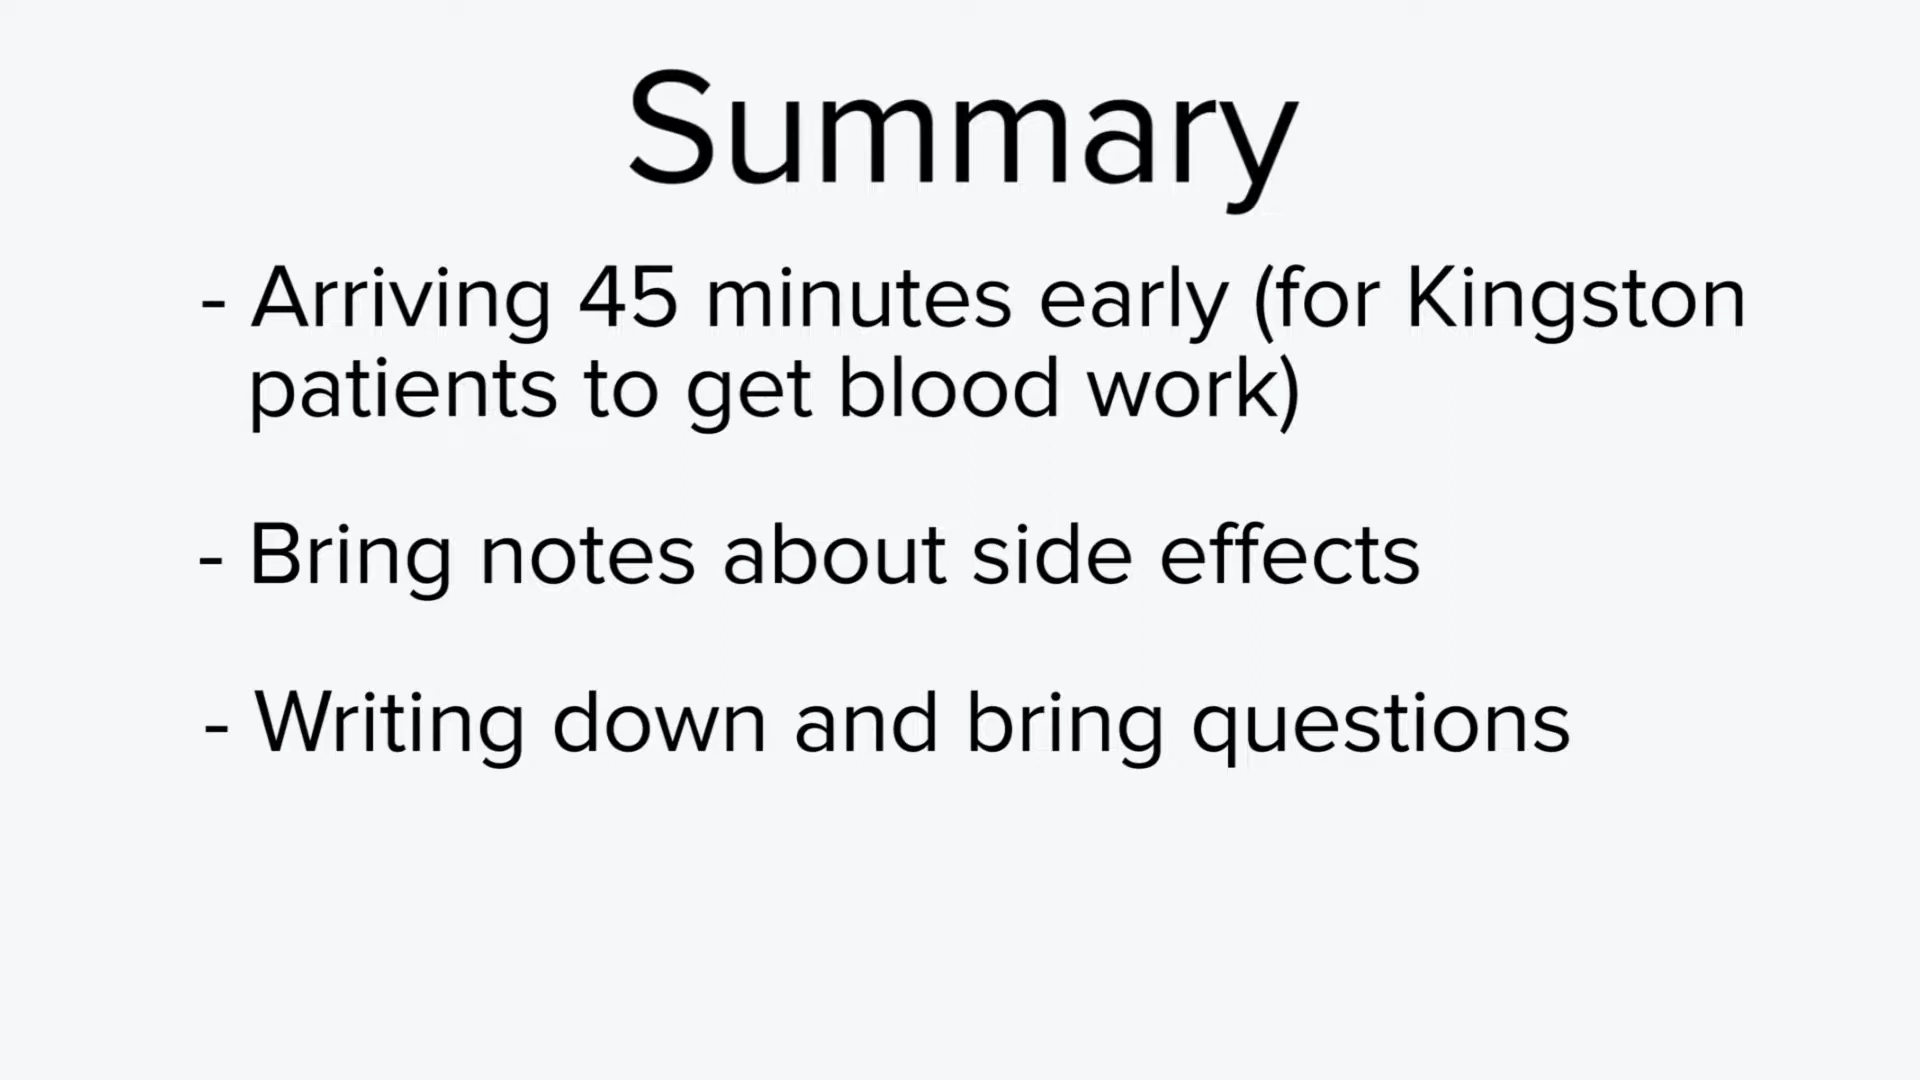 Summary
- Arriving 45 minutes early (for Kingston
patients to get blood work)
- Bring notes about side effects
- Writing down and bring questions